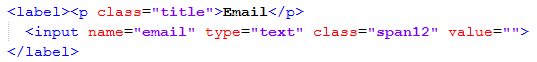 <label><p class="title">Email</p>
<input name="email" type="text" class="span12" value="">
</label>